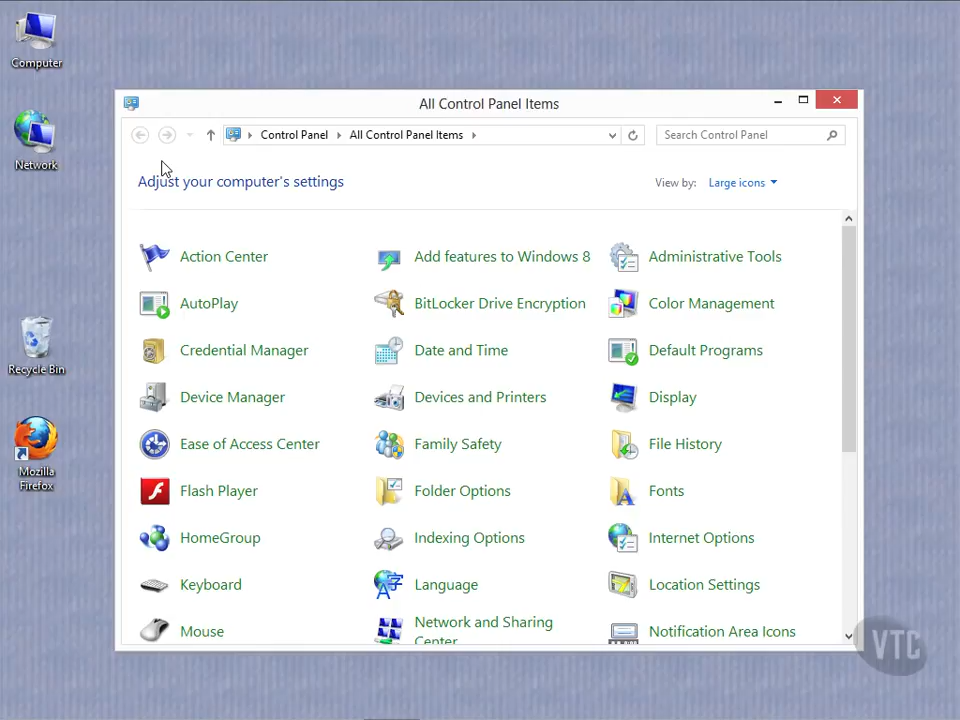 Computer
Network
Recycle Bin
Mozilla
Firefox
All Control Panel Items
Control Panel
All Control Panel Items
Search Control Panel
Adjust your computer's settings
View by:
Large icons
Action Center
Add features to Windows 8
Administrative Tools
AutoPlay
BitLocker Drive Encryption
Color Management
Credential Manager
Date and Time
Default Programs
Device Manager
Devices and Printers
Display
Ease of Access Center
Family Safety
File History
Flash Player
Folder Options
Fonts
HomeGroup
Indexing Options
Internet Options
Keyboard
Language
Location Settings
Mouse
Network and Sharing
Center
Notification Area Icons
VTC